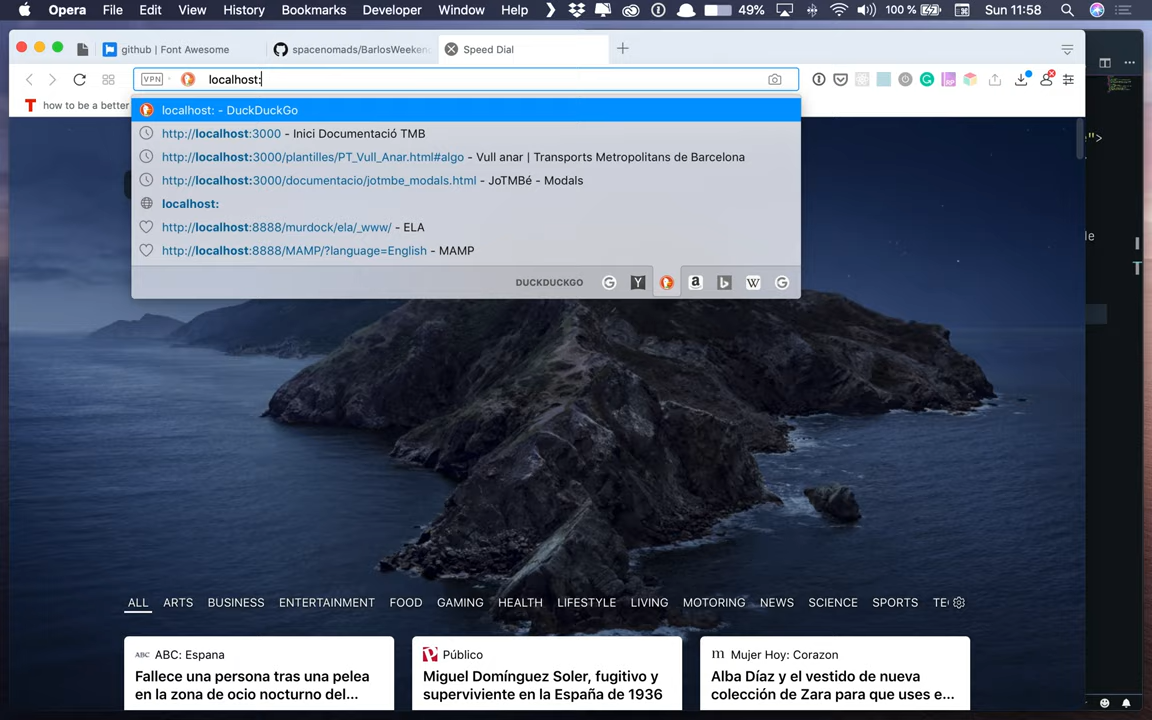 Opera File Edit View History Bookmarks Developer Window Help 49% 100 % Sun 11:58
github | Font Awesome spacenomads/BarlosWeeken Speed Dial
VPN localhost:
how to be a better
localhost: - DuckDuckGo
http://localhost:3000 - Inici Documentació TMB
http://localhost:3000/plantilles/PT_Vull_Anar.html#algo - Vull anar | Transports Metropolitans de Barcelona
http://localhost:3000/documentacio/jotmbe_modals.html - JoTMBé - Modals
localhost:
http://localhost:8888/murdock/ela/_www/ - ELA
http://localhost:8888/MAMP/?language=English - MAMP
DUCKDUCKGO
ALL ARTS BUSINESS ENTERTAINMENT FOOD GAMING HEALTH LIFESTYLE LIVING MOTORING NEWS SCIENCE SPORTS
ABC ABC: Espana
Fallece una persona tras una pelea
en la zona de ocio nocturno del...
Público
Miguel Domínguez Soler, fugitivo y
superviviente en la España de 1936
m Mujer Hoy: Corazon
Alba Díaz y el vestido de nueva
colección de Zara para que uses e...